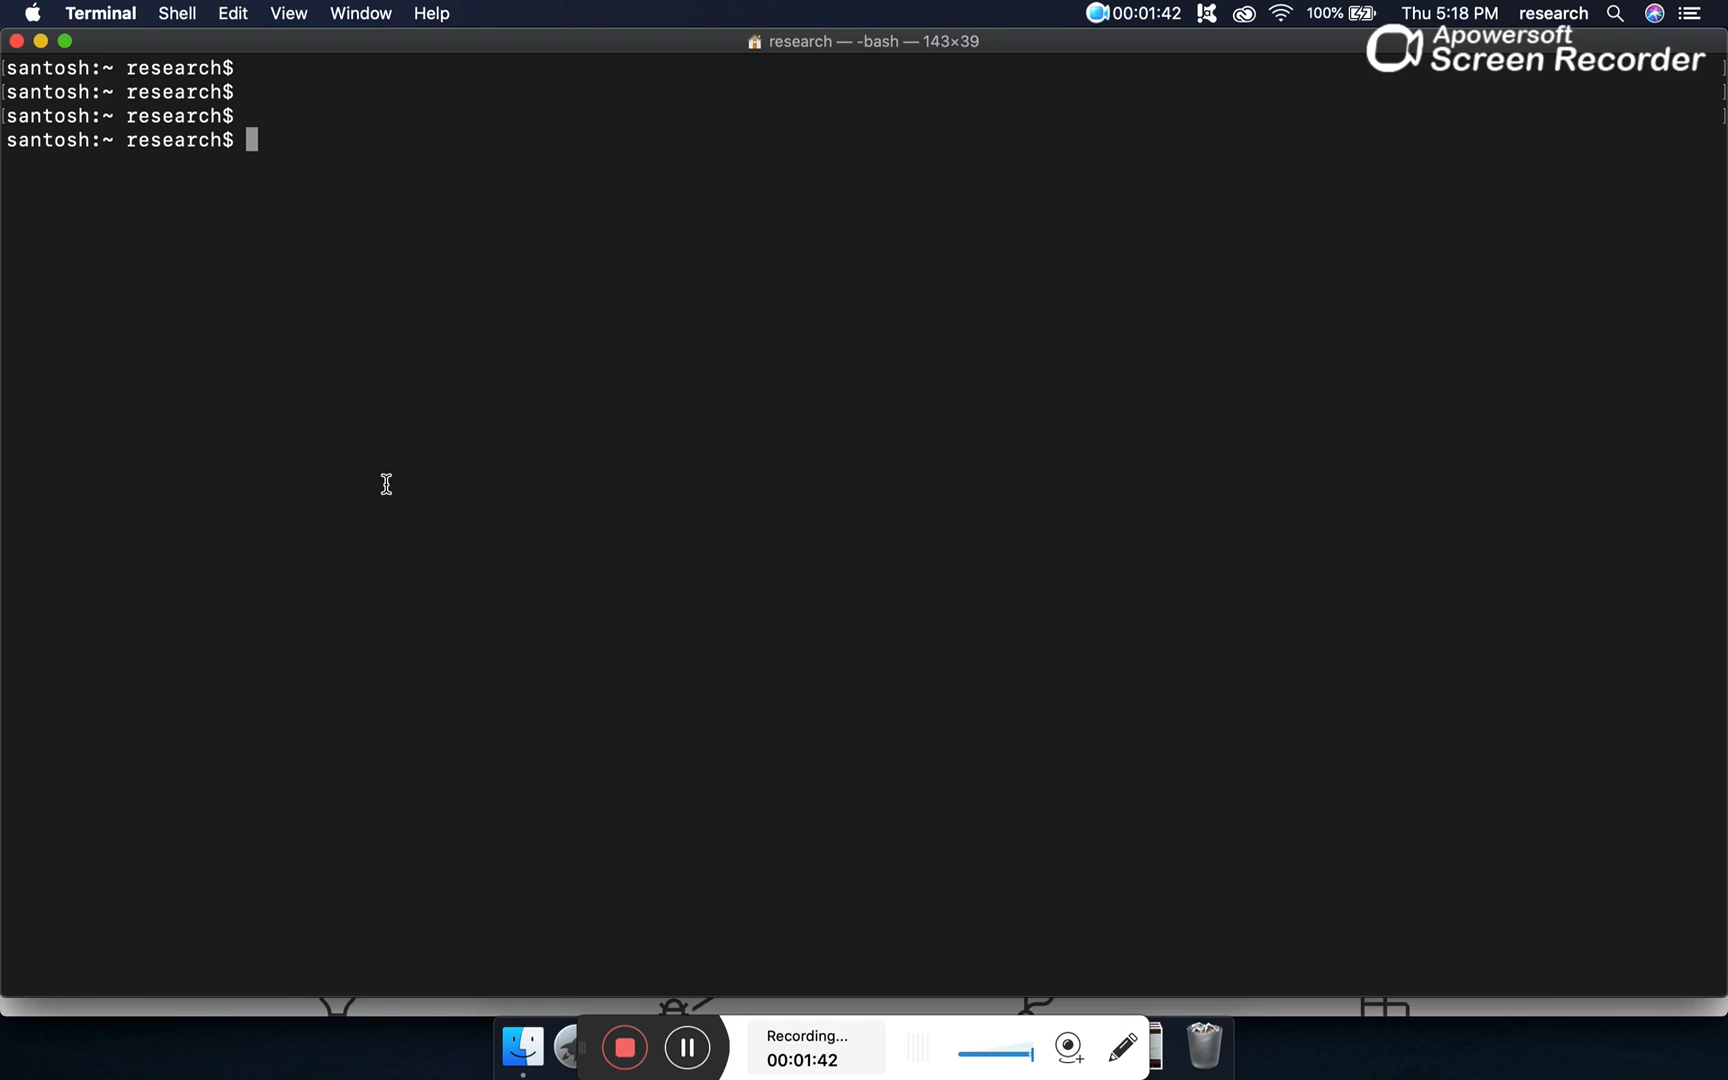 Terminal Shell Edit View Window Help 00:01:42 100% Thu 5:18 PM research
research — -bash — 143×39
Apowersoft
Screen Recorder
santosh:~ research$
santosh:~ research$
santosh:~ research$
santosh:~ research$
Recording...
00:01:42